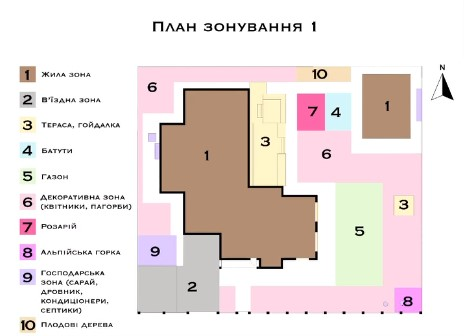 План зонування 1
1 Жила зона
2 В'їздна зона
3 Тераса, гойдалка
4 Батути
5 Газон
6 Декоративна зона
(квітники, пагорби)
7 Розарій
8 Альпійська горка
9 Господарська
зона (сарай,
дровник,
кондиціонери,
септики)
10 Плодові дерева
N
10
6
1
7
4
3
6
1
3
5
9
2
8